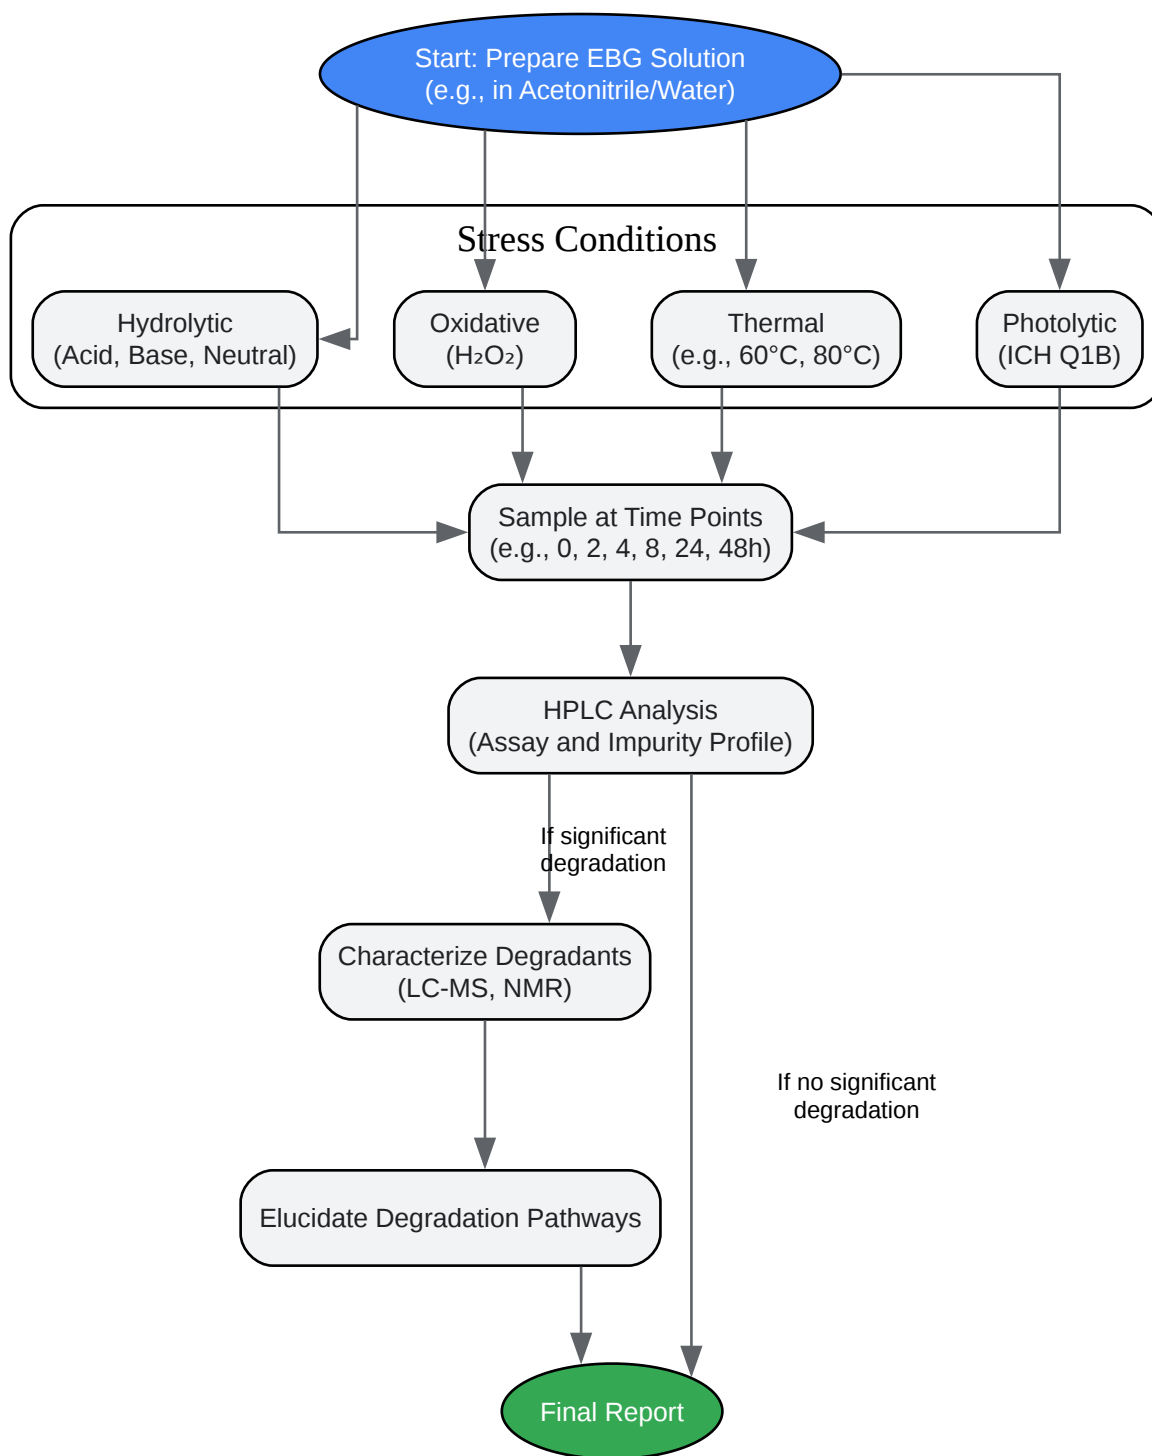 Start: Prepare EBG Solution
(e.g., in Acetonitrile/Water)
Stress Conditions
Hydrolytic
(Acid, Base, Neutral)
Oxidative
(H₂O₂)
Thermal
(e.g., 60°C, 80°C)
Photolytic
(ICH Q1B)
Sample at Time Points
(e.g., 0, 2, 4, 8, 24, 48h)
HPLC Analysis
(Assay and Impurity Profile)
If significant
degradation
Characterize Degradants
(LC-MS, NMR)
If no significant
degradation
Elucidate Degradation Pathways
Final Report